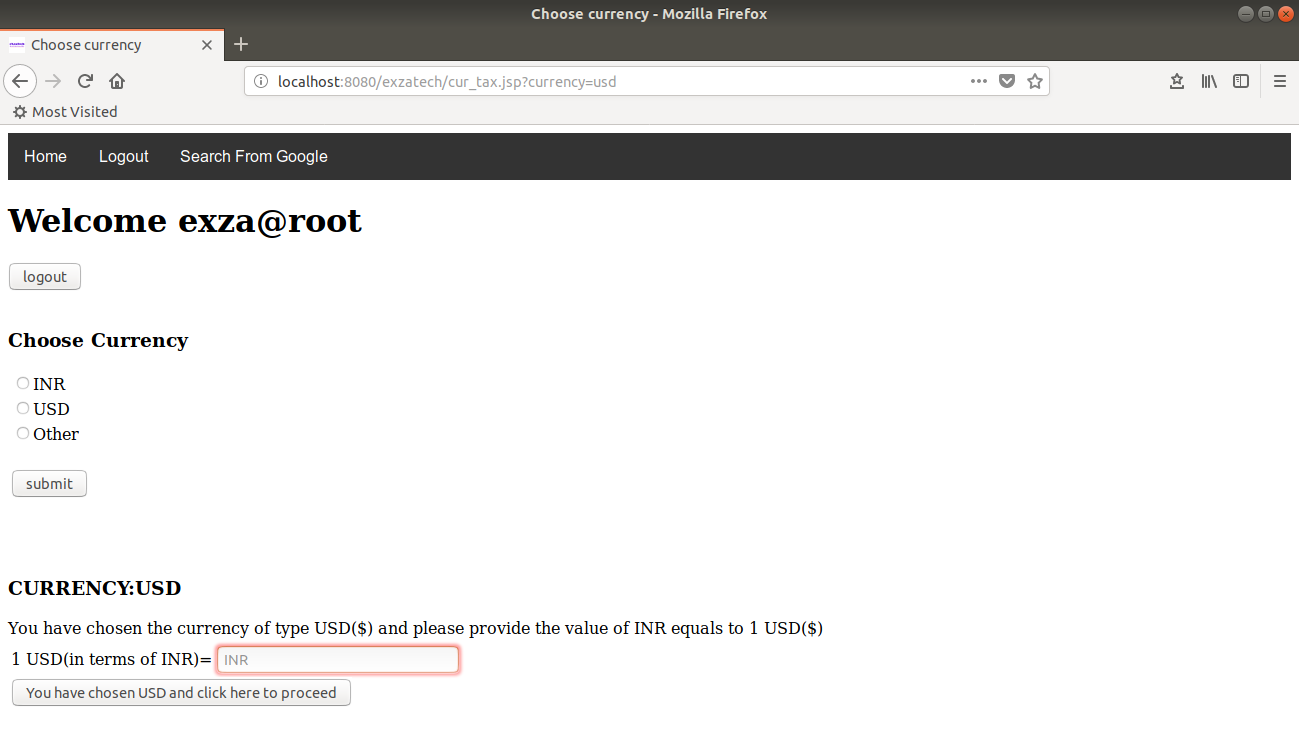 Choose currency - Mozilla Firefox
Choose currency
localhost:8080/exzatech/cur_tax.jsp?currency=usd
Most Visited
Home Logout Search From Google
Welcome exza@root
logout
Choose Currency
INR
USD
Other
submit
CURRENCY:USD
You have chosen the currency of type USD($) and please provide the value of INR equals to 1 USD($)
1 USD(in terms of INR)= INR
You have chosen USD and click here to proceed